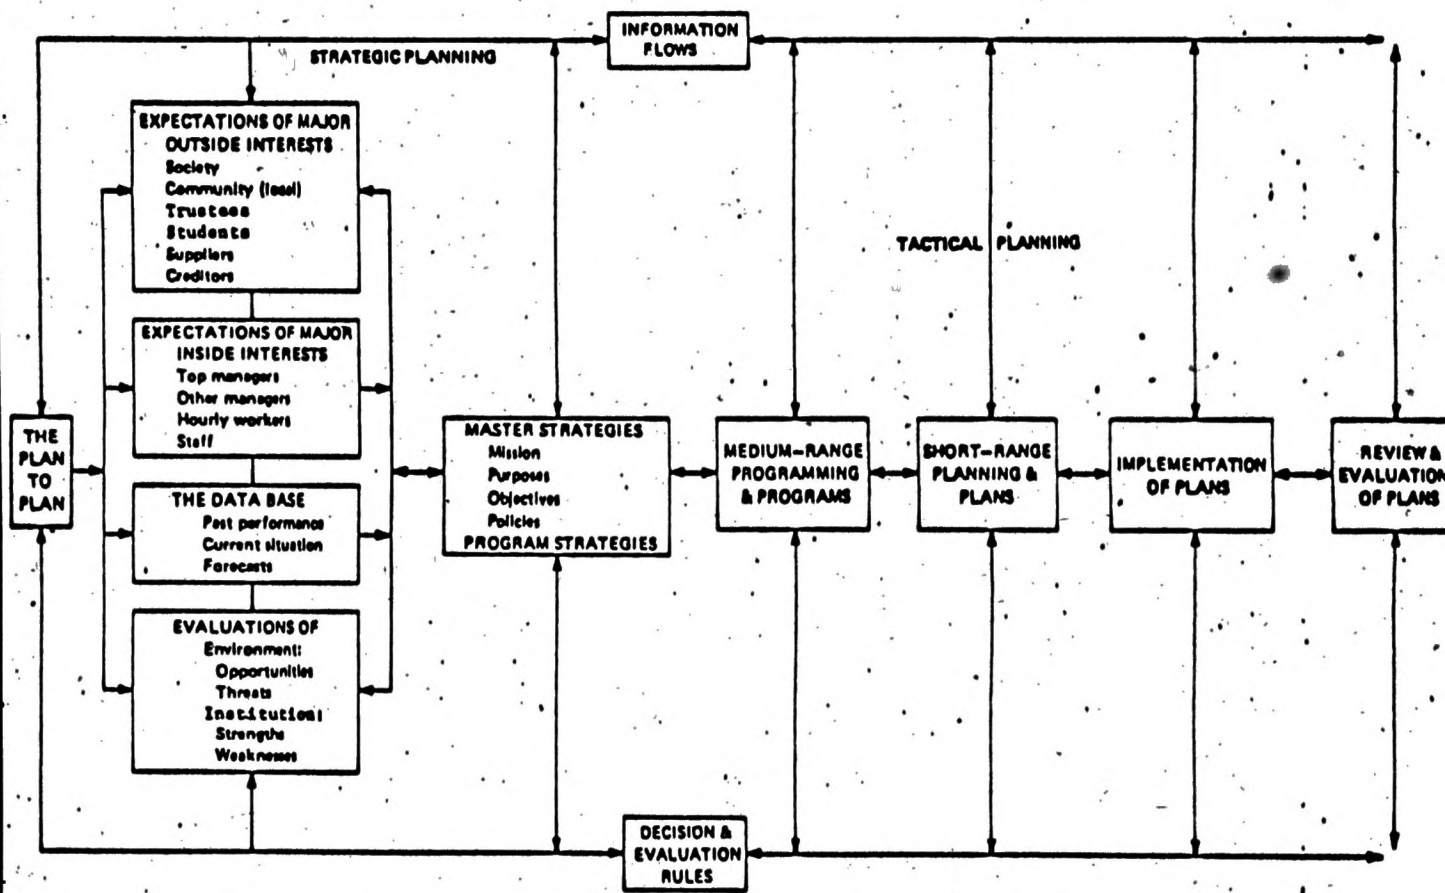 INFORMATION
FLOWS
STRATEGIC PLANNING
EXPECTATIONS OF MAJOR
OUTSIDE INTERESTS
Society
Community (local)
Trustees
Students
Suppliers
Creditors
TACTICAL PLANNING
EXPECTATIONS OF MAJOR
INSIDE INTERESTS
Top managers
Other managers
Hourly workers
Staff
THE
PLAN
TO
PLAN
THE DATA BASE
Past performance
Current situation
Forecasts
EVALUATIONS OF
Environment:
Opportunities
Threats
Institution:
Strengths
Weaknesses
MASTER STRATEGIES
Mission
Purposes
Objectives
Policies
PROGRAM STRATEGIES
MEDIUM-RANGE
PROGRAMMING
& PROGRAMS
SHORT-RANGE
PLANNING &
PLANS
IMPLEMENTATION
OF PLANS
REVIEW &
EVALUATION
OF PLANS
DECISION &
EVALUATION
RULES